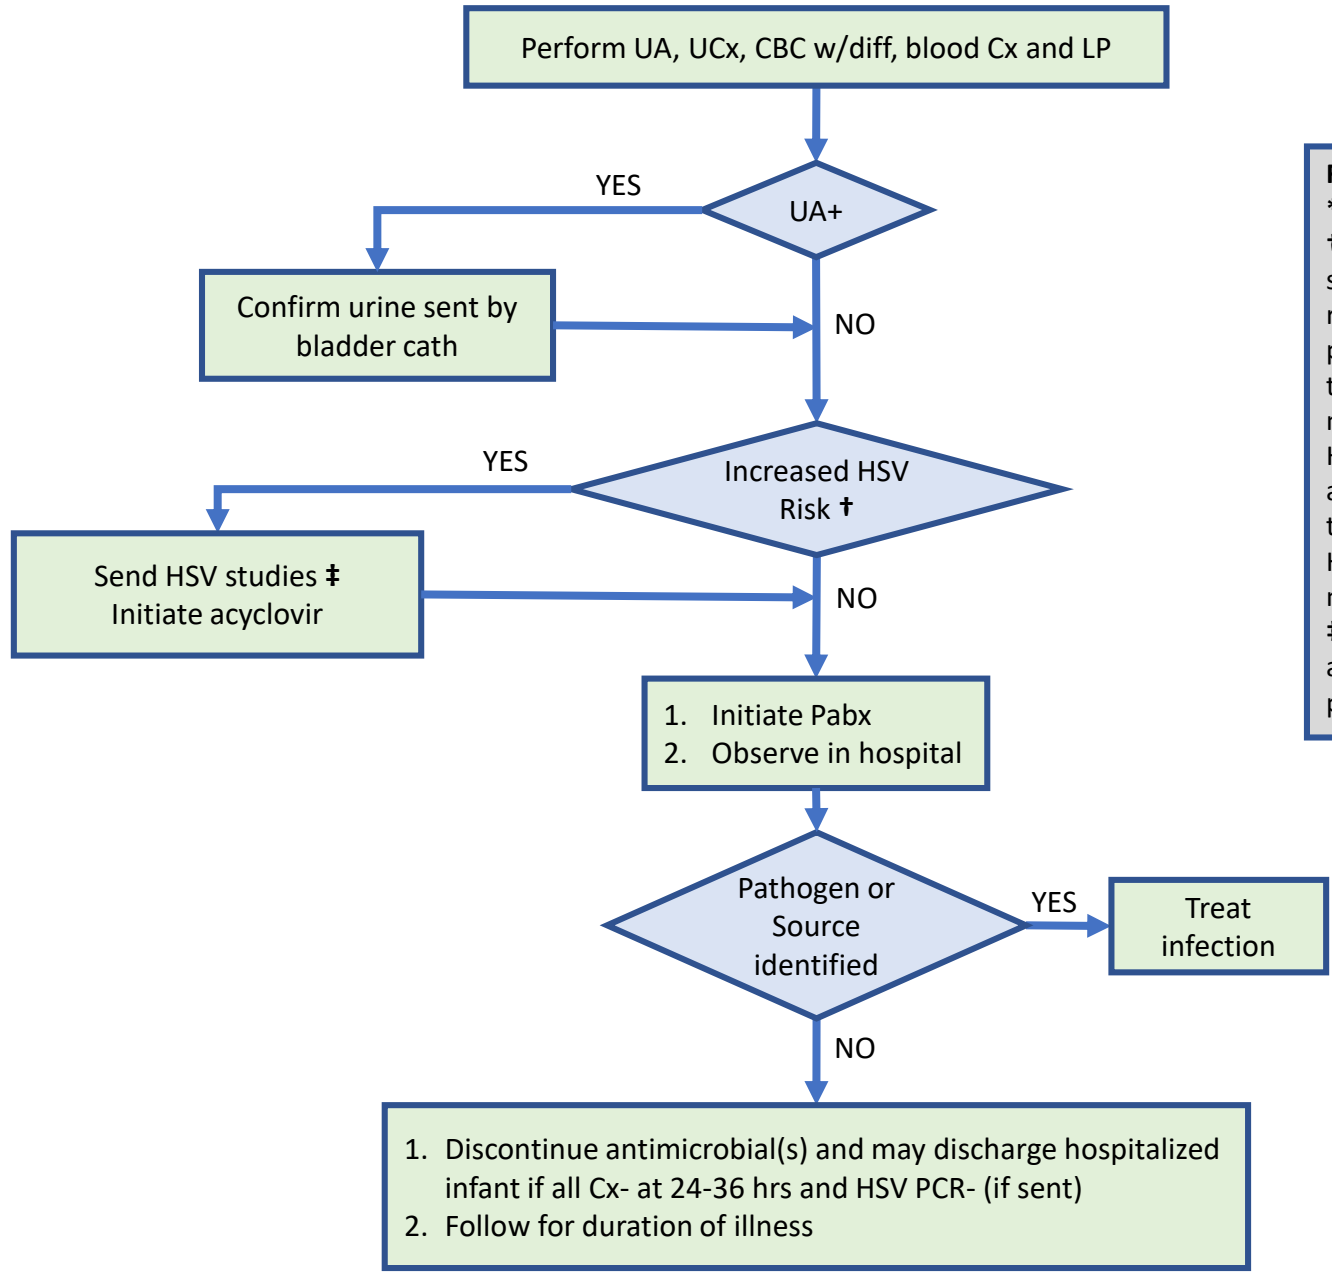 Perform UA, UCx, CBC w/diff, blood Cx and LP
YES
UA+
Confirm urine sent by
bladder cath
NO
YES
Increased HSV
Risk †
Send HSV studies ‡
Initiate acyclovir
NO
1. Initiate Pabx
2. Observe in hospital
Pathogen or
Source
identified
YES
Treat
infection
NO
1. Discontinue antimicrobial(s) and may discharge hospitalized
infant if all Cx- at 24-36 hrs and HSV PCR- (if sent)
2. Follow for duration of illness